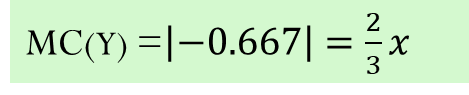 MC(Y) =|−0.667| = 2/3 x